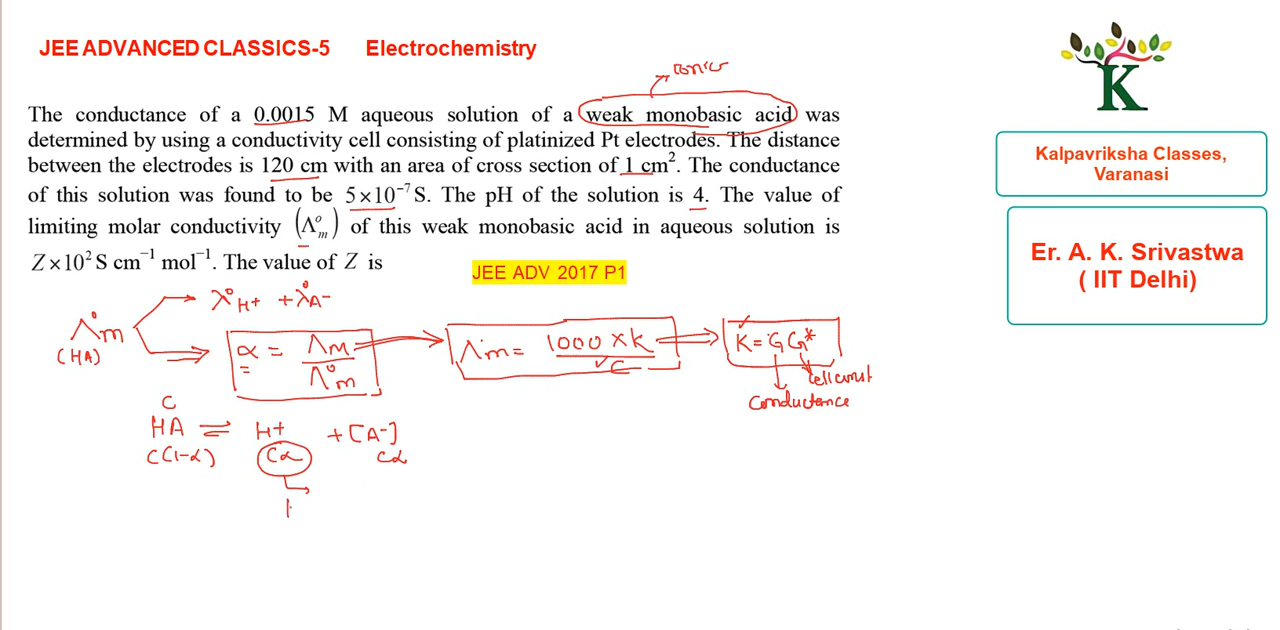 JEE ADVANCED CLASSICS-5 Electrochemistry
The conductance of a 0.0015 M aqueous solution of a weak monobasic acid was
determined by using a conductivity cell consisting of platinized Pt electrodes. The distance
between the electrodes is 120 cm with an area of cross section of 1 cm². The conductance
of this solution was found to be 5×10⁻⁷ S. The pH of the solution is 4. The value of
limiting molar conductivity (Λ°ₘ) of this weak monobasic acid in aqueous solution is
Z×10² S cm⁻¹ mol⁻¹. The value of Z is
JEE ADV 2017 P1
λ°H+ + λ°A-
Λ°m
(HA)
α = Λm / Λ°m
Λm = 1000 × K / C
K = G G*
Cell const
Conductance
C
HA ⇌ H+ + [A-]
C(1-α) Cα Cα
K
Kalpavriksha Classes,
Varanasi
Er. A. K. Srivastwa
( IIT Delhi)